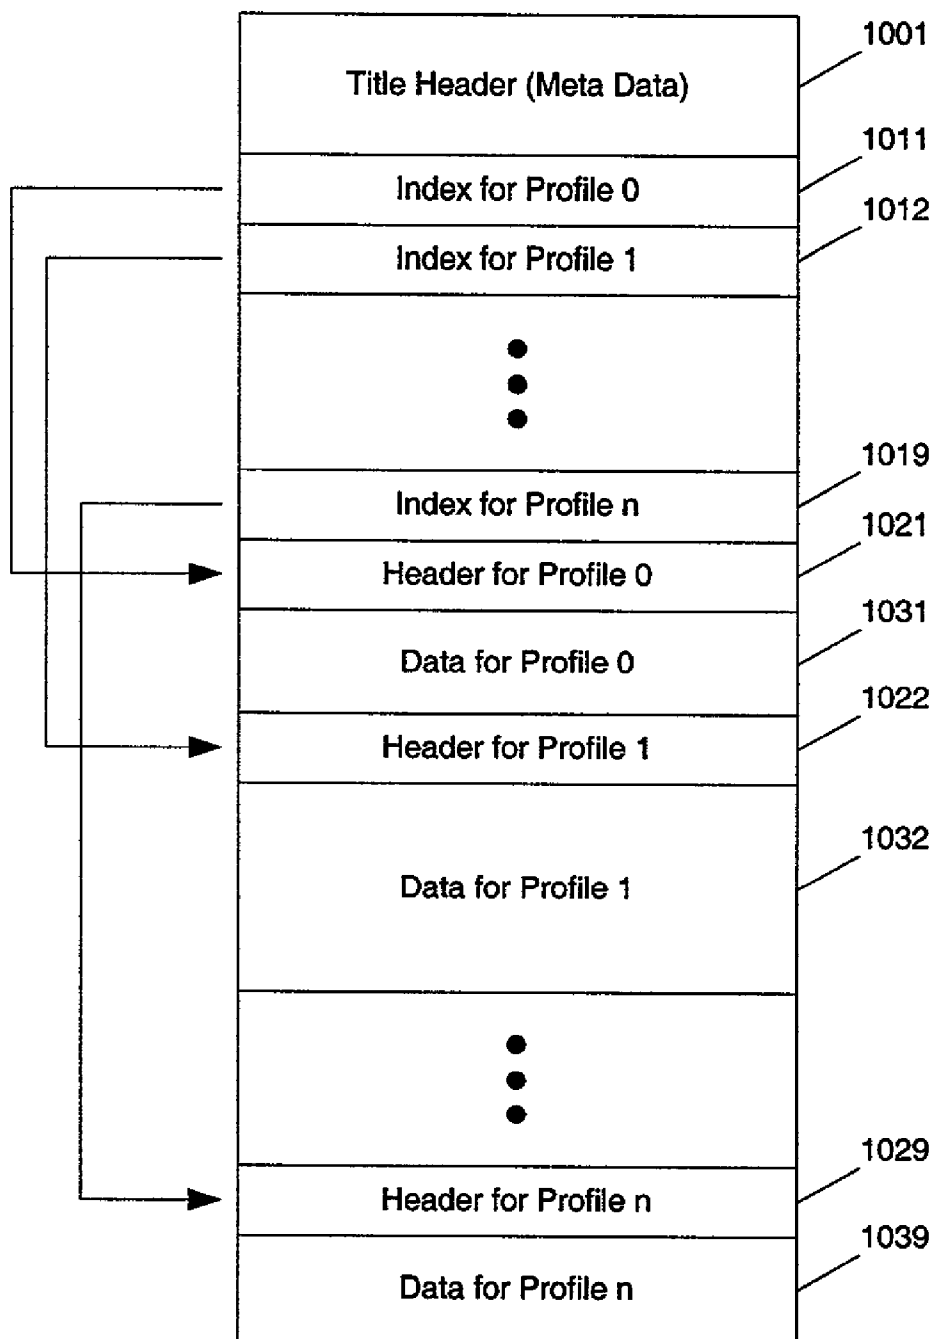 1001
Title Header (Meta Data)
1011
Index for Profile 0
1012
Index for Profile 1
1019
Index for Profile n
1021
Header for Profile 0
1031
Data for Profile 0
1022
Header for Profile 1
1032
Data for Profile 1
1029
Header for Profile n
1039
Data for Profile n